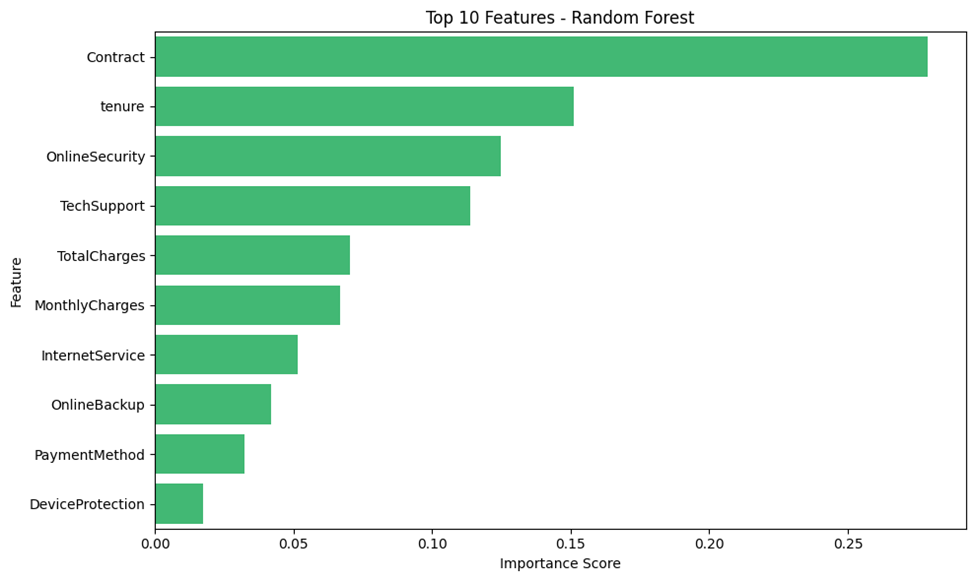 Top 10 Features - Random Forest
Feature
Contract
tenure
OnlineSecurity
TechSupport
TotalCharges
MonthlyCharges
InternetService
OnlineBackup
PaymentMethod
DeviceProtection
0.00 0.05 0.10 0.15 0.20 0.25
Importance Score